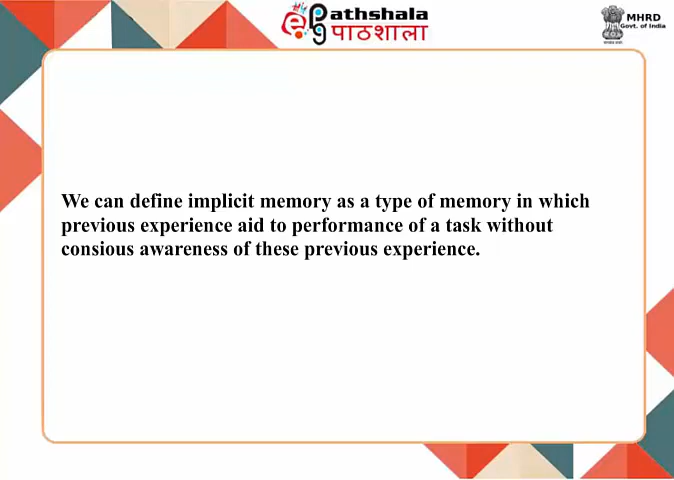 ePathshala
पाठशाला
MHRD
Govt. of India
We can define implicit memory as a type of memory in which
previous experience aid to performance of a task without
consious awareness of these previous experience.